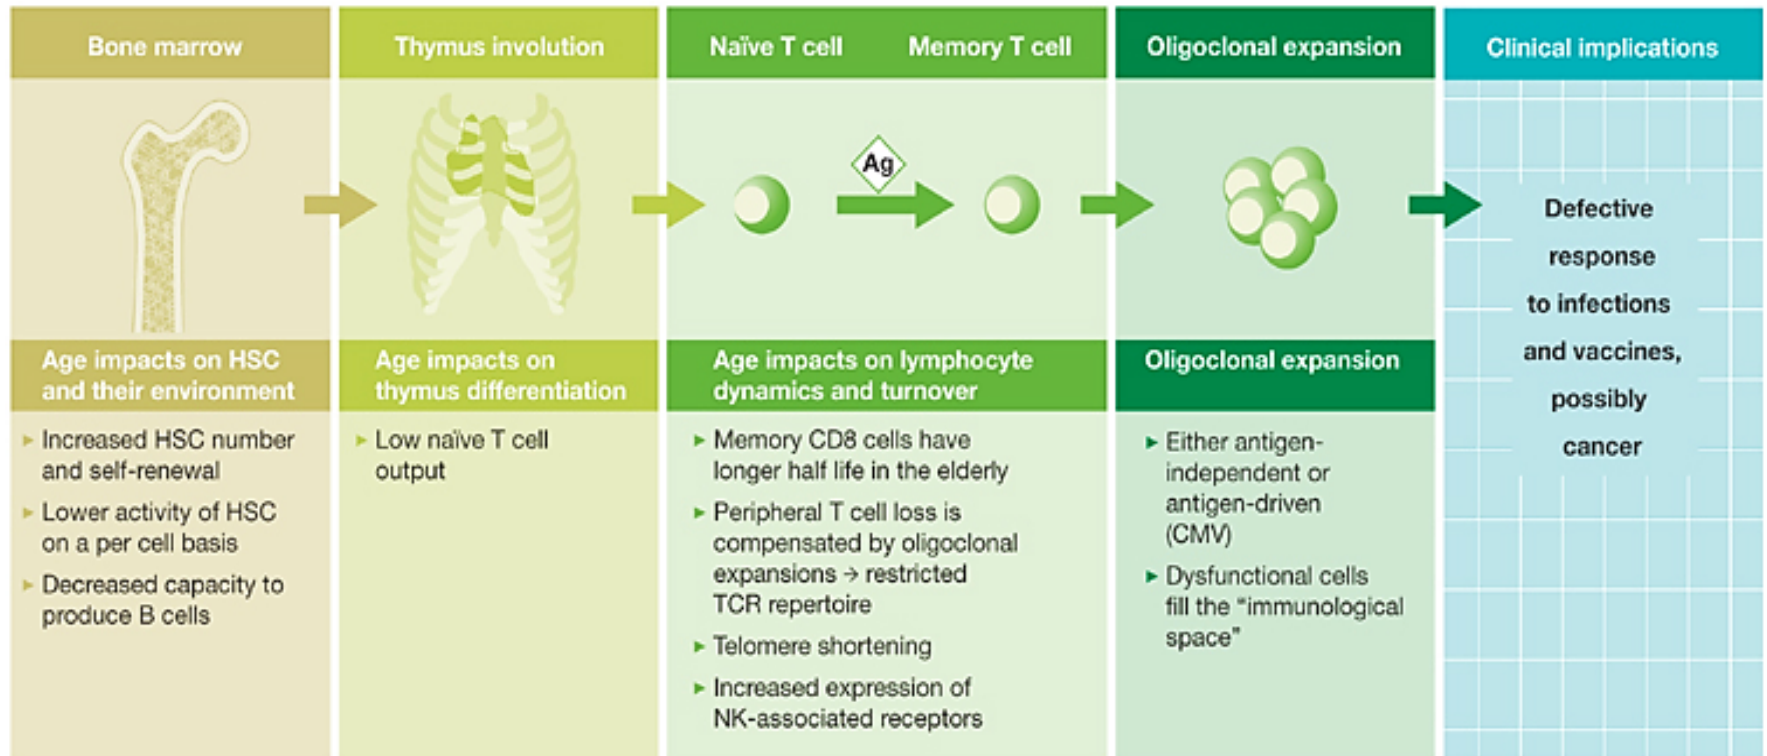 Bone marrow
Thymus involution
Naïve T cell
Memory T cell
Oligoclonal expansion
Clinical implications
Ag
Age impacts on HSC
and their environment
▸ Increased HSC number
and self-renewal
▸ Lower activity of HSC
on a per cell basis
▸ Decreased capacity to
produce B cells
Age impacts on
thymus differentiation
▸ Low naïve T cell
output
Age impacts on lymphocyte
dynamics and turnover
▸ Memory CD8 cells have
longer half life in the elderly
▸ Peripheral T cell loss is
compensated by oligoclonal
expansions → restricted
TCR repertoire
▸ Telomere shortening
▸ Increased expression of
NK-associated receptors
Oligoclonal expansion
▸ Either antigen-
independent or
antigen-driven
(CMV)
▸ Dysfunctional cells
fill the “immunological
space”
Defective
response
to infections
and vaccines,
possibly
cancer